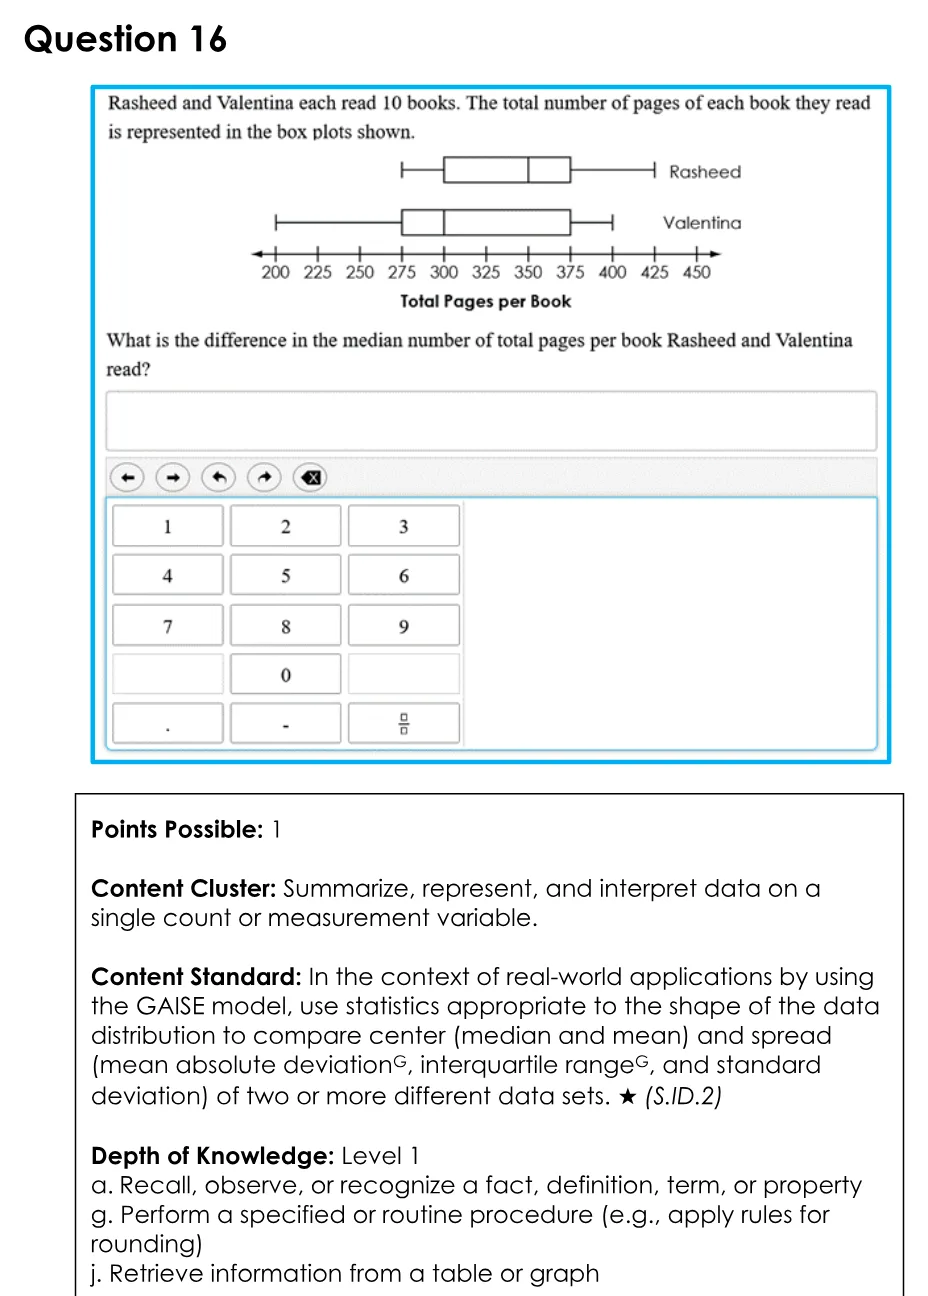 Question 16
Rasheed and Valentina each read 10 books. The total number of pages of each book they read
is represented in the box plots shown.
Rasheed
Valentina
200 225 250 275 300 325 350 375 400 425 450
Total Pages per Book
What is the difference in the median number of total pages per book Rasheed and Valentina
read?
1 2 3
4 5 6
7 8 9
0
. -
Points Possible: 1
Content Cluster: Summarize, represent, and interpret data on a
single count or measurement variable.
Content Standard: In the context of real-world applications by using
the GAISE model, use statistics appropriate to the shape of the data
distribution to compare center (median and mean) and spread
(mean absolute deviationG, interquartile rangeG, and standard
deviation) of two or more different data sets. ★ (S.ID.2)
Depth of Knowledge: Level 1
a. Recall, observe, or recognize a fact, definition, term, or property
g. Perform a specified or routine procedure (e.g., apply rules for
rounding)
j. Retrieve information from a table or graph